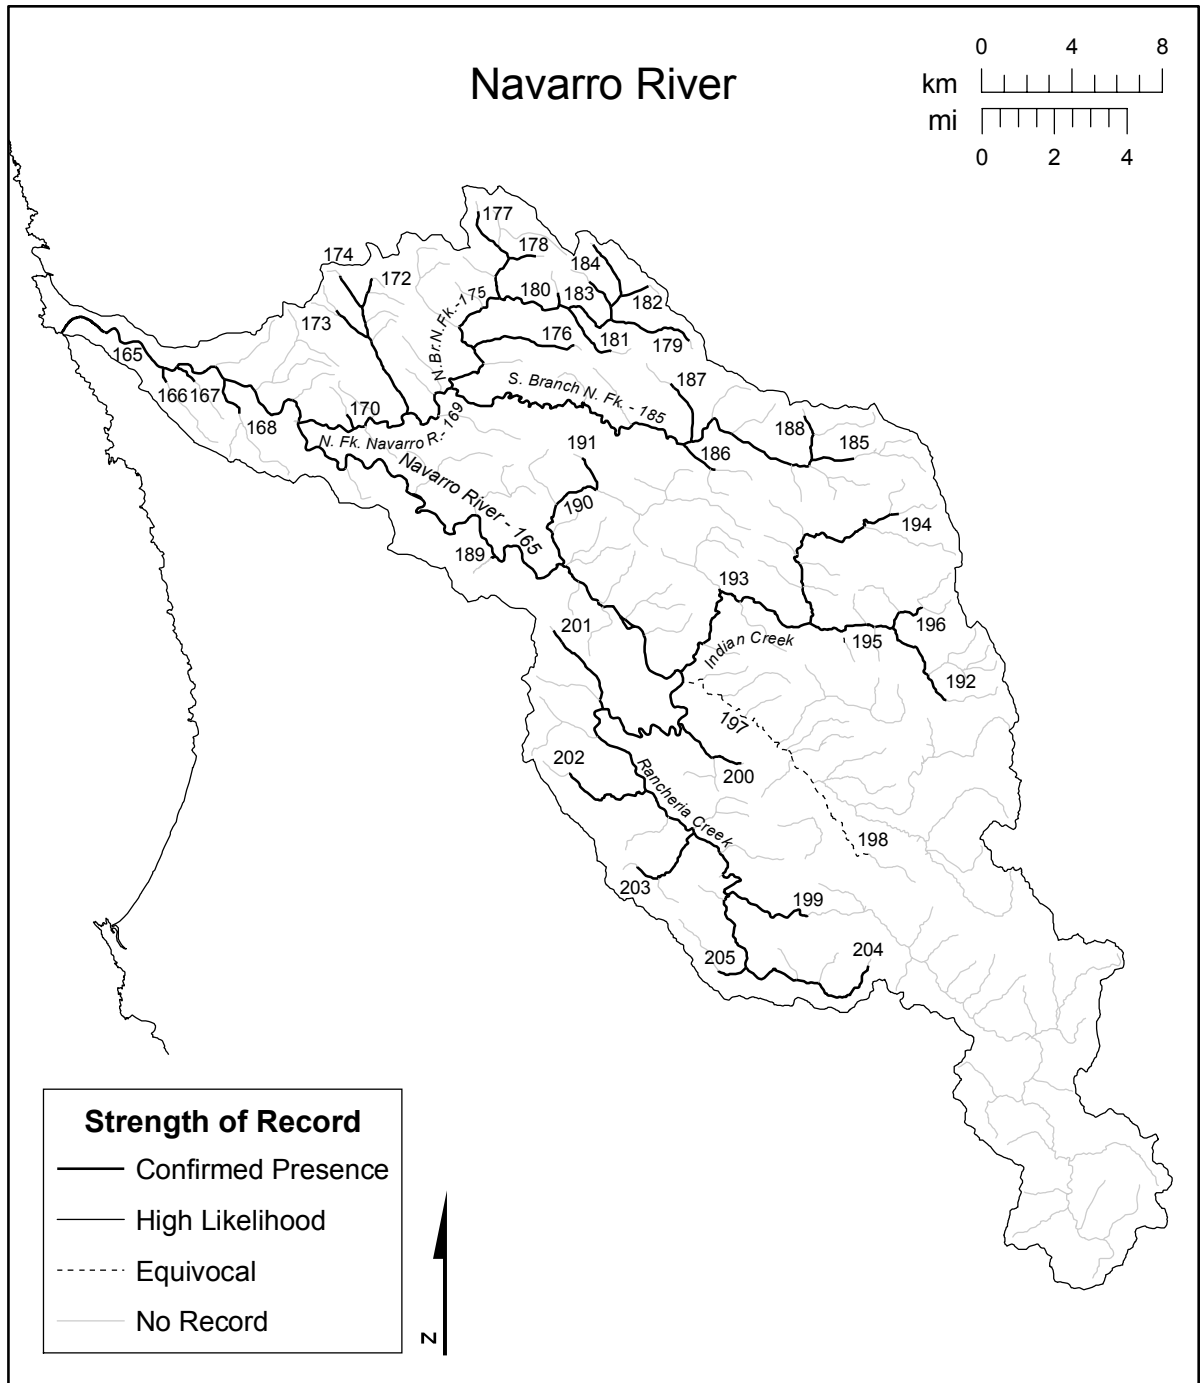 Navarro River
0 4 8
km
mi
0 2 4
177
178
184
174
172
180
183
182
N.Br.N.Fk.-175
173
176
181
179
165
187
S. Branch N. Fk. - 185
166
167
170
168
N. Fk. Navarro R.- 169
188
185
191
186
Navarro River - 165
190
194
189
193
201
196
Indian Creek
195
192
197
202
200
Rancheria Creek
198
203
199
205
204
Strength of Record
Confirmed Presence
High Likelihood
Equivocal
No Record
N